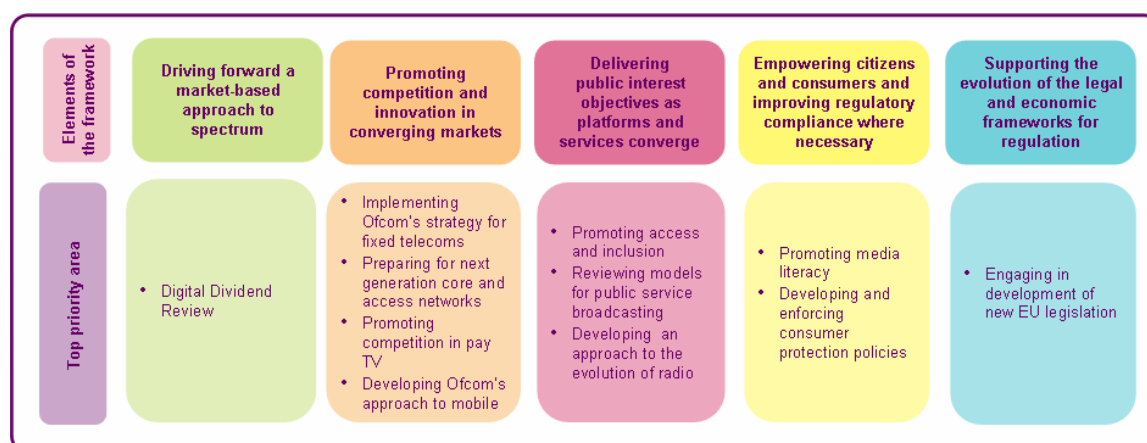 Elements of
the framework
Driving forward a
market-based
approach to
spectrum
Promoting
competition and
innovation in
converging markets
Delivering
public interest
objectives as
platforms and
services converge
Empowering citizens
and consumers and
improving regulatory
compliance where
necessary
Supporting the
evolution of the legal
and economic
frameworks for
regulation
Top priority area
• Digital Dividend
Review
• Implementing
Ofcom's strategy for
fixed telecoms
• Preparing for next
generation core and
access networks
• Promoting
competition in pay
TV
• Developing Ofcom's
approach to mobile
• Promoting access
and inclusion
• Reviewing models
for public service
broadcasting
• Developing an
approach to the
evolution of radio
• Promoting media
literacy
• Developing and
enforcing
consumer
protection policies
• Engaging in
development of
new EU legislation